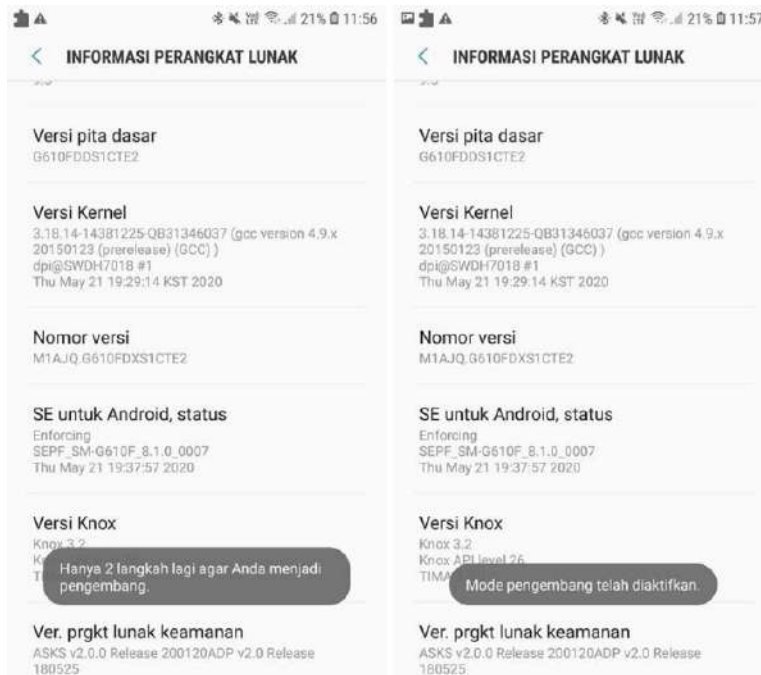 21% 11:56
INFORMASI PERANGKAT LUNAK
Versi pita dasar
G610FDDS1CTE2
Versi Kernel
3.18.14-14381225-QB31346037 (gcc version 4.9.x
20150123 (prerelease) (GCC) )
dpi@SWDH7018 #1
Thu May 21 19:29:14 KST 2020
Nomor versi
M1AJQ.G610FDXS1CTE2
SE untuk Android, status
Enforcing
SEPF_SM-G610F_8.1.0_0007
Thu May 21 19:37:57 2020
Versi Knox
Knox 3.2
Hanya 2 langkah lagi agar Anda menjadi
pengembang.
Ver. prgkt lunak keamanan
ASKS v2.0.0 Release 200120ADP v2.0 Release
180525
21% 11:57
INFORMASI PERANGKAT LUNAK
Versi pita dasar
G610FDDS1CTE2
Versi Kernel
3.18.14-14381225-QB31346037 (gcc version 4.9.x
20150123 (prerelease) (GCC) )
dpi@SWDH7018 #1
Thu May 21 19:29:14 KST 2020
Nomor versi
M1AJQ.G610FDXS1CTE2
SE untuk Android, status
Enforcing
SEPF_SM-G610F_8.1.0_0007
Thu May 21 19:37:57 2020
Versi Knox
Knox 3.2
Knox API level 26
TIMA
Mode pengembang telah diaktifkan.
Ver. prgkt lunak keamanan
ASKS v2.0.0 Release 200120ADP v2.0 Release
180525